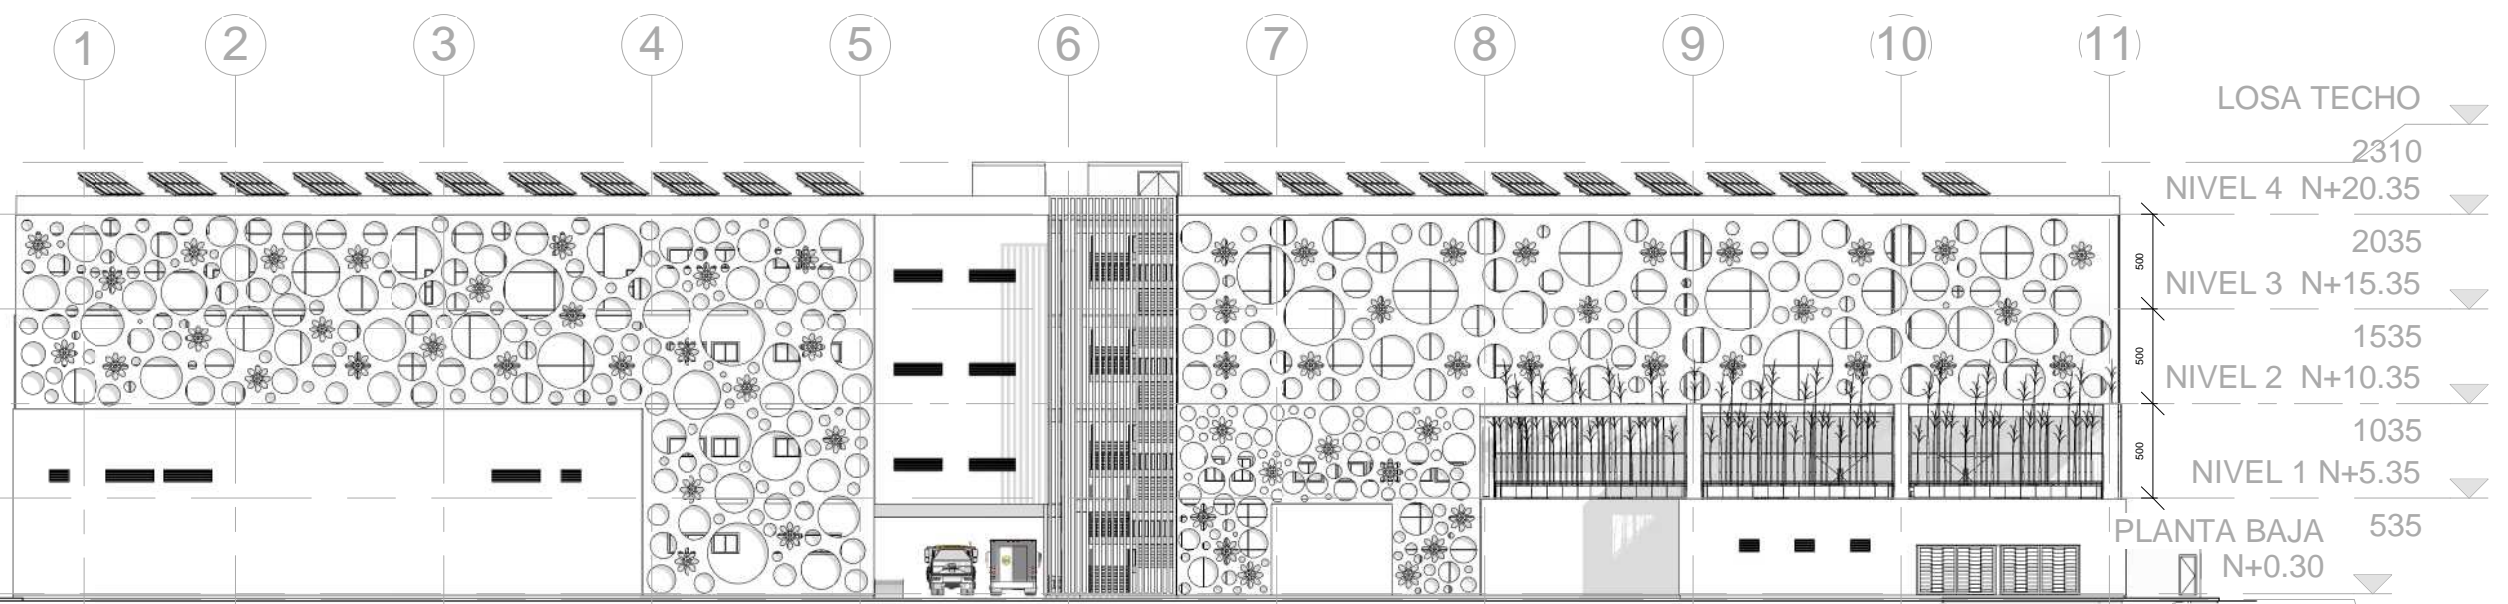 1 2 3 4 5 6 7 8 9 10 11
LOSA TECHO
2310
NIVEL 4 N+20.35
2035
500
NIVEL 3 N+15.35
1535
500
NIVEL 2 N+10.35
1035
500
NIVEL 1 N+5.35
535
PLANTA BAJA
N+0.30